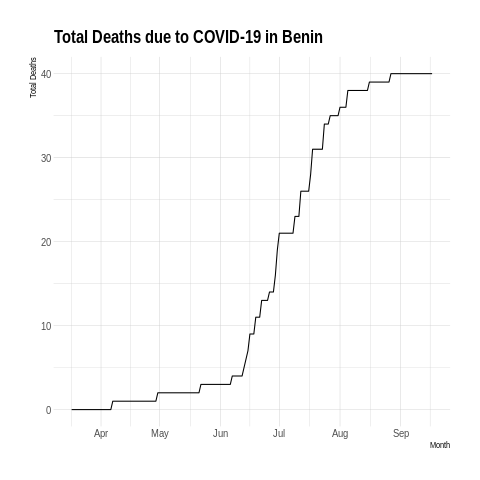 Total Deaths due to COVID-19 in Benin
Total Deaths
40
30
20
10
0
Apr May Jun Jul Aug Sep
Month